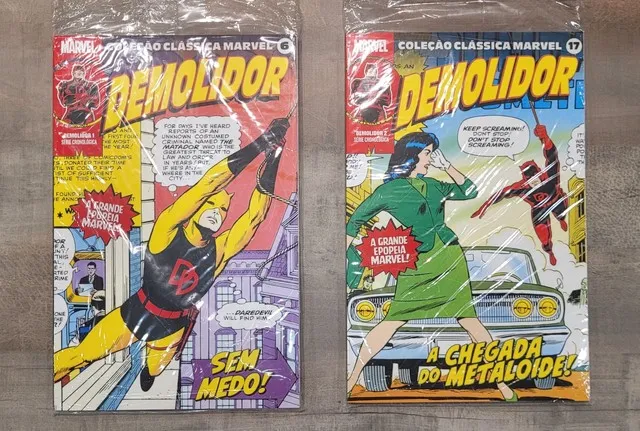 MARVEL
COLEÇÃO CLÁSSICA MARVEL 6
DEMOLIDOR
DEMOLIDOR 1
SÉRIE CRONOLÓGICA
FOR DAYS I'VE HEARD
REPORTS OF AN
UNKNOWN COSTUMED
CRIMINAL NAMED THE
MATADOR WHO IS THE
GREATEST THREAT TO
LAW AND ORDER
IN YEARS!
WHERE IN THE
CITY
A GRANDE
EPOPEIA
MARVEL!
DAREDEVIL
WILL FIND HIM
SEM
MEDO!
MARVEL
COLEÇÃO CLÁSSICA MARVEL 17
DEMOLIDOR
DEMOLIDOR 2
SÉRIE CRONOLÓGICA
KEEP SCREAMING!
DON'T STOP!
DON'T STOP
SCREAMING!
A GRANDE
EPOPEIA
MARVEL!
A CHEGADA
DO METALOIDE!